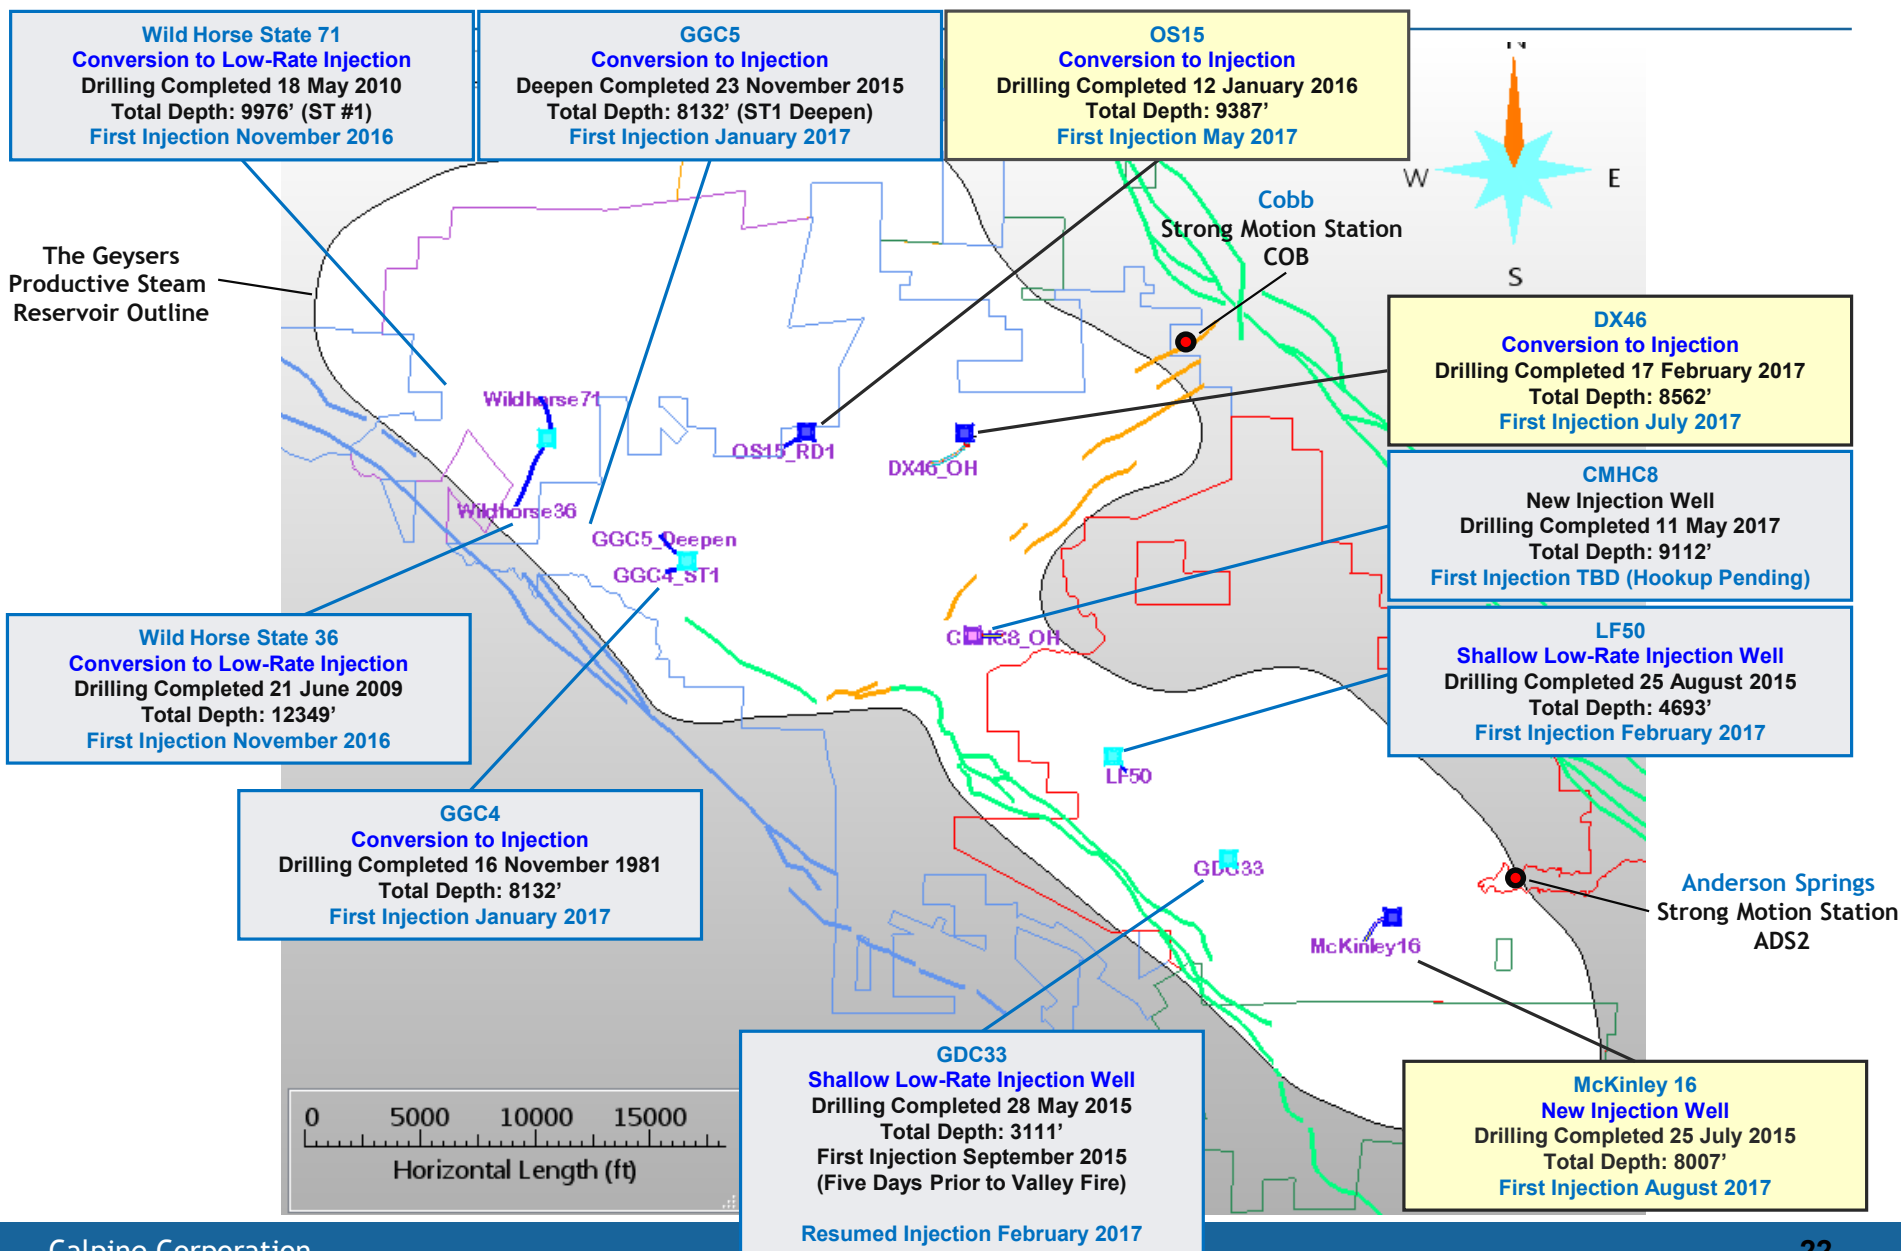 Wild Horse State 71
Conversion to Low-Rate Injection
Drilling Completed 18 May 2010
Total Depth: 9976’ (ST #1)
First Injection November 2016
GGC5
Conversion to Injection
Deepen Completed 23 November 2015
Total Depth: 8132’ (ST1 Deepen)
First Injection January 2017
OS15
Conversion to Injection
Drilling Completed 12 January 2016
Total Depth: 9387’
First Injection May 2017
N
W
E
S
Cobb
Strong Motion Station
COB
The Geysers
Productive Steam
Reservoir Outline
DX46
Conversion to Injection
Drilling Completed 17 February 2017
Total Depth: 8562’
First Injection July 2017
Wildhorse71
OS15_RD1
DX46_OH
Wildhorse36
GGC5_Deepen
GGC4_ST1
CMHC8
New Injection Well
Drilling Completed 11 May 2017
Total Depth: 9112’
First Injection TBD (Hookup Pending)
CMHC8_OH
Wild Horse State 36
Conversion to Low-Rate Injection
Drilling Completed 21 June 2009
Total Depth: 12349’
First Injection November 2016
LF50
Shallow Low-Rate Injection Well
Drilling Completed 25 August 2015
Total Depth: 4693’
First Injection February 2017
LF50
GGC4
Conversion to Injection
Drilling Completed 16 November 1981
Total Depth: 8132’
First Injection January 2017
GDC33
Anderson Springs
Strong Motion Station
ADS2
McKinley16
GDC33
Shallow Low-Rate Injection Well
Drilling Completed 28 May 2015
Total Depth: 3111’
First Injection September 2015
(Five Days Prior to Valley Fire)
Resumed Injection February 2017
McKinley 16
New Injection Well
Drilling Completed 25 July 2015
Total Depth: 8007’
First Injection August 2017
0 5000 10000 15000
Horizontal Length (ft)
Calpine Corporation
22